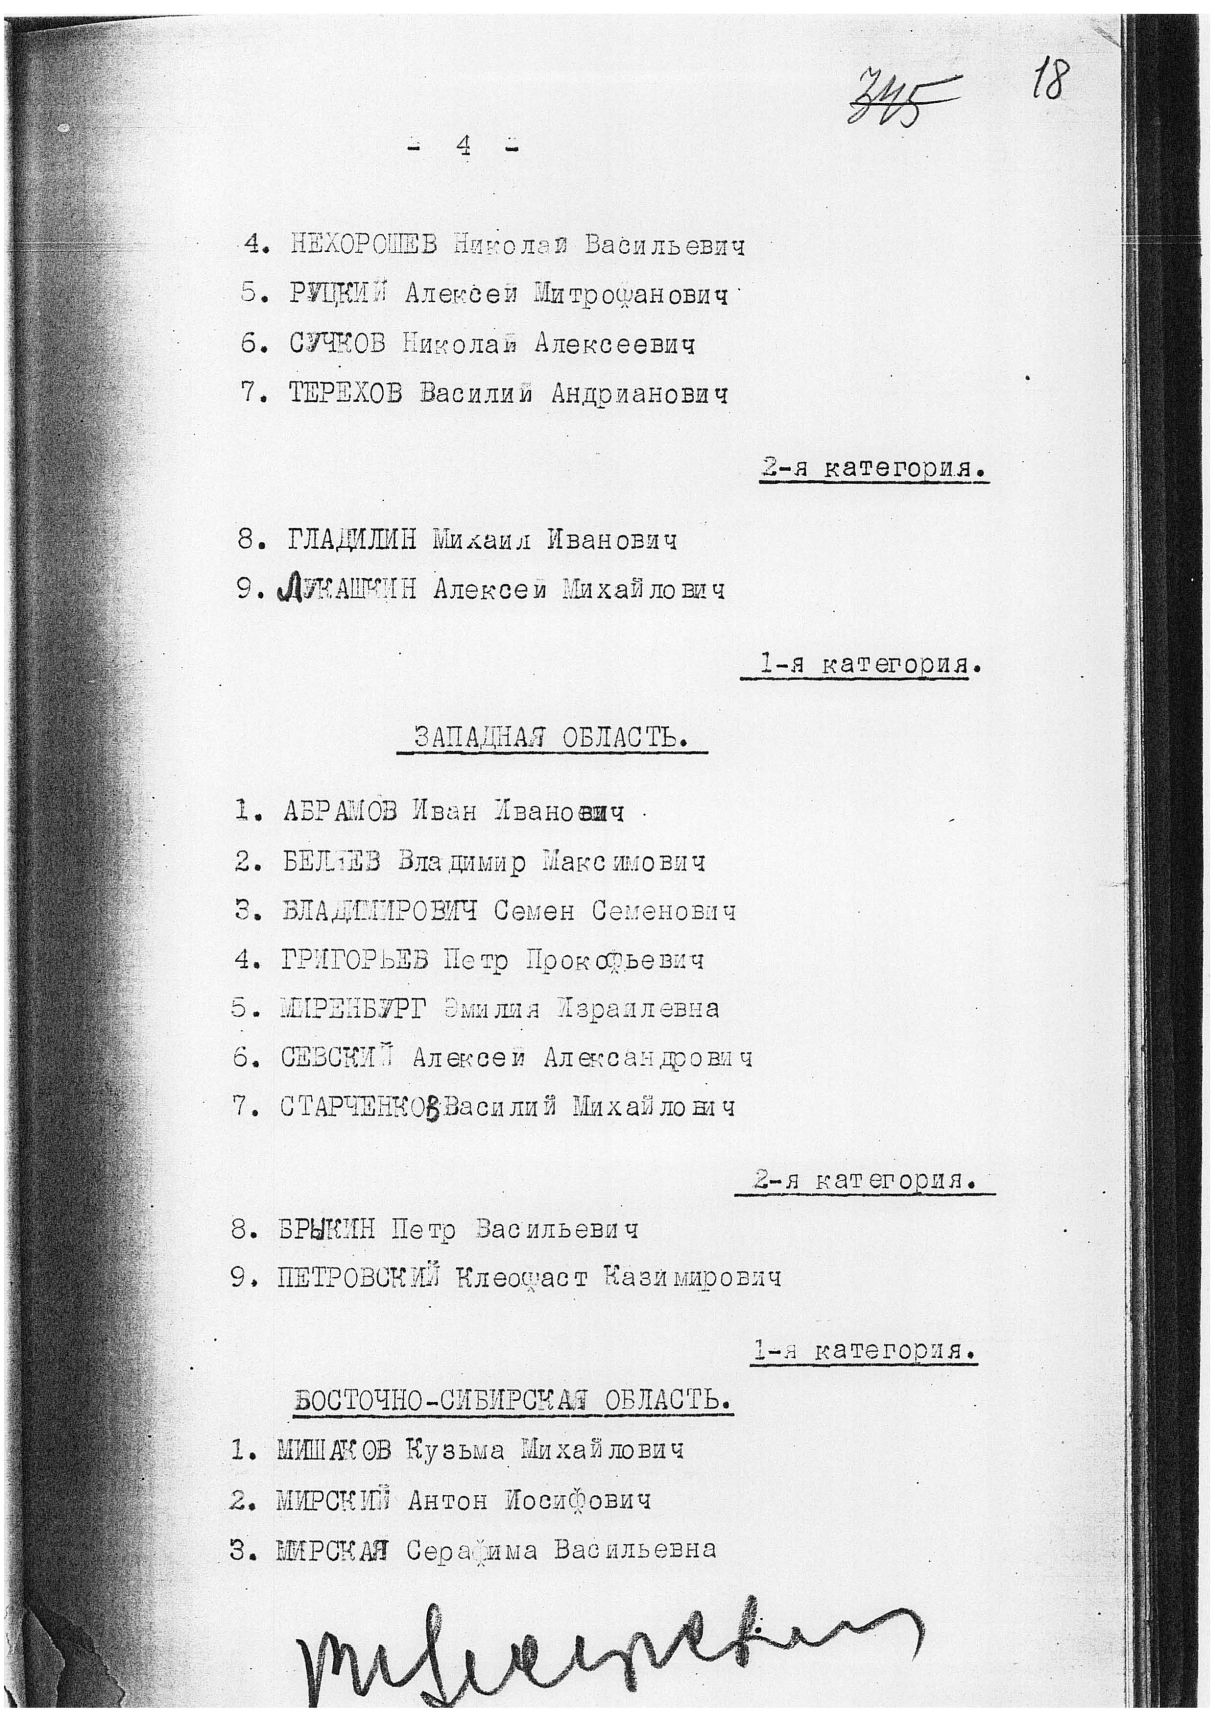 345 18
- 4 -
4. НЕХОРОШЕВ Николай Васильевич
5. РУЦКИЙ Алексей Митрофанович
6. СУЧКОВ Николай Алексеевич
7. ТЕРЕХОВ Василий Андрианович
2-я категория.
8. ГЛАДИЛИН Михаил Иванович
9. ЛУКАШКИН Алексей Михайлович
1-я категория.
ЗАПАДНАЯ ОБЛАСТЬ.
1. АБРАМОВ Иван Иванович
2. БЕЛЯЕВ Владимир Максимович
3. ВЛАДИМИРОВИЧ Семен Семенович
4. ГРИГОРЬЕВ Петр Прокофьевич
5. МИРЕНБУРГ Эмилия Израилевна
6. СЕВСКИЙ Алексей Александрович
7. СТАРЧЕНКОВ Василий Михайлович
2-я категория.
8. БРЫКИН Петр Васильевич
9. ПЕТРОВСКИЙ Клеофаст Казимирович
1-я категория.
ВОСТОЧНО-СИБИРСКАЯ ОБЛАСТЬ.
1. МИШАКОВ Кузьма Михайлович
2. МИРСКИЙ Антон Иосифович
3. МИРСКАЯ Серафима Васильевна